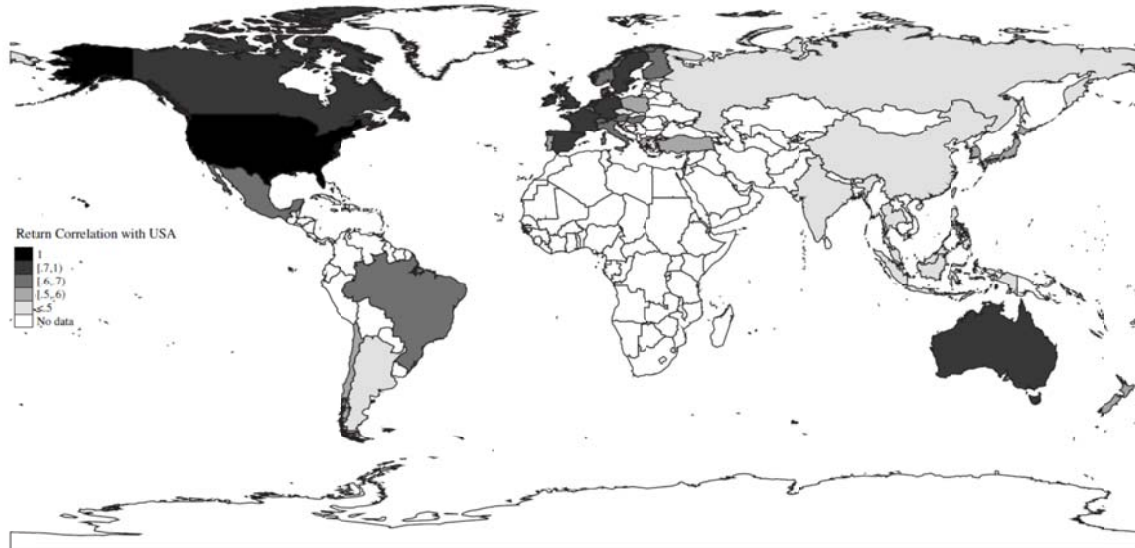 Return Correlation with USA
1
[.7,1)
[.6,.7)
[.5,.6)
<.5
No data